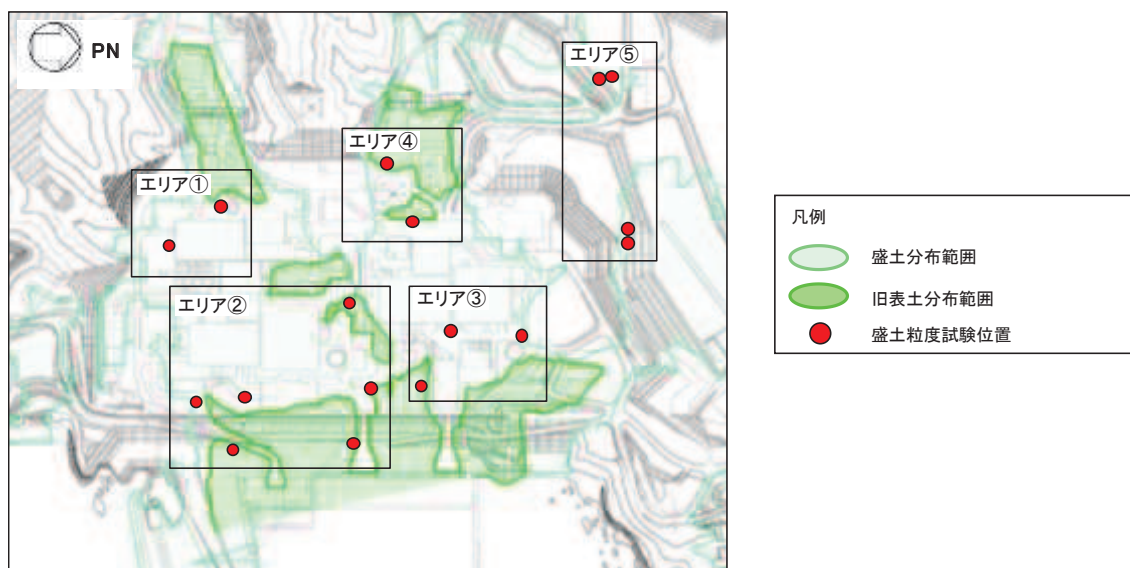 PN
エリア⑤
エリア④
エリア①
エリア②
エリア③
凡例
盛土分布範囲
旧表土分布範囲
盛土粒度試験位置